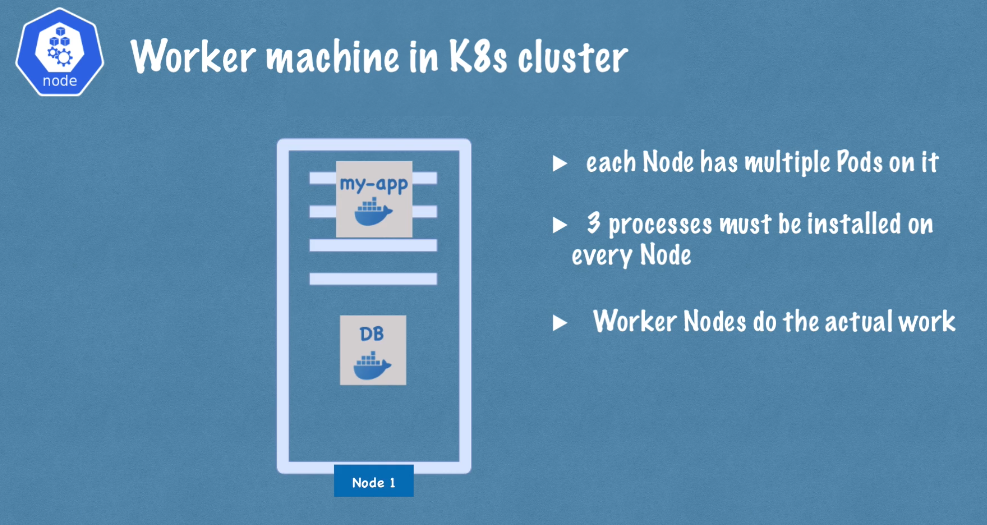 node
Worker machine in K8s cluster
my-app
DB
Node 1
▶ each Node has multiple Pods on it
▶ 3 processes must be installed on
every Node
▶ Worker Nodes do the actual work